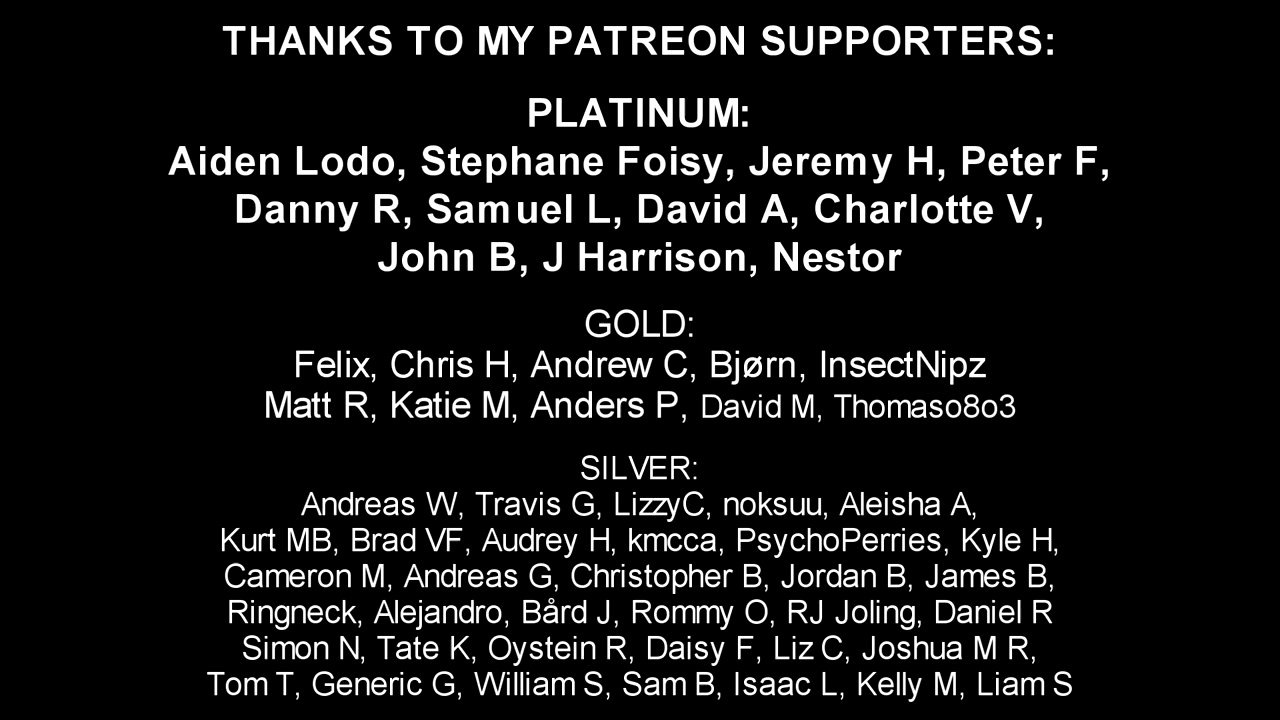 THANKS TO MY PATREON SUPPORTERS:
PLATINUM:
Aiden Lodo, Stephane Foisy, Jeremy H, Peter F,
Danny R, Samuel L, David A, Charlotte V,
John B, J Harrison, Nestor
GOLD:
Felix, Chris H, Andrew C, Bjørn, InsectNipz
Matt R, Katie M, Anders P, David M, Thomaso8o3
SILVER:
Andreas W, Travis G, LizzyC, noksuu, Aleisha A,
Kurt MB, Brad VF, Audrey H, kmcca, PsychoPerries, Kyle H,
Cameron M, Andreas G, Christopher B, Jordan B, James B,
Ringneck, Alejandro, Bård J, Rommy O, RJ Joling, Daniel R
Simon N, Tate K, Oystein R, Daisy F, Liz C, Joshua M R,
Tom T, Generic G, William S, Sam B, Isaac L, Kelly M, Liam S